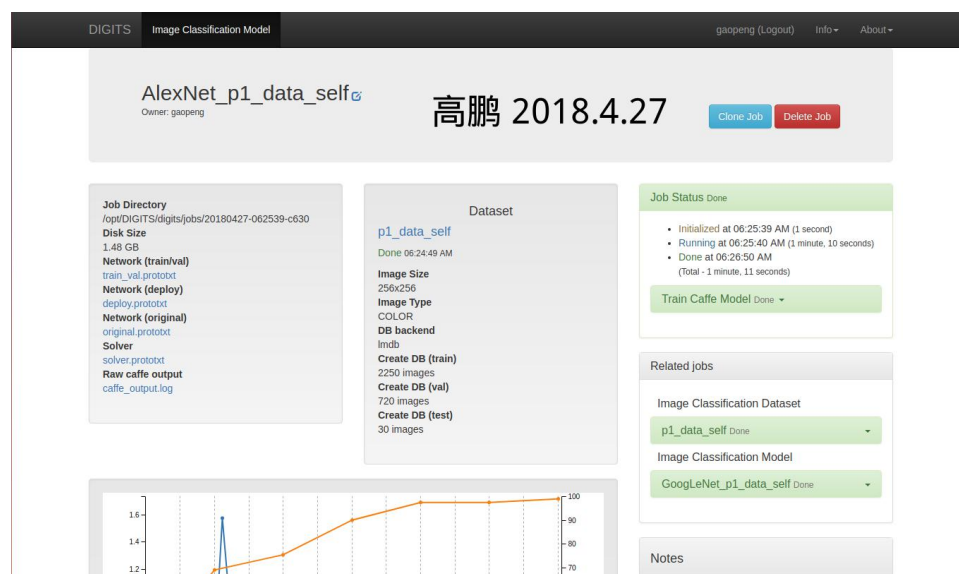 DIGITS Image Classification Model gaopeng (Logout) Info About
AlexNet_p1_data_self
Owner: gaopeng
高鹏 2018.4.27
Clone Job Delete Job
Job Directory
/opt/DIGITS/digits/jobs/20180427-062539-c630
Disk Size
1.48 GB
Network (train/val)
train_val.prototxt
Network (deploy)
deploy.prototxt
Network (original)
original.prototxt
Solver
solver.prototxt
Raw caffe output
caffe_output.log
Dataset
p1_data_self
Done 06:24:49 AM
Image Size
256x256
Image Type
COLOR
DB backend
lmdb
Create DB (train)
2250 images
Create DB (val)
720 images
Create DB (test)
30 images
Job Status Done
Initialized at 06:25:39 AM (1 second)
Running at 06:25:40 AM (1 minute, 10 seconds)
Done at 06:26:50 AM
(Total - 1 minute, 11 seconds)
Train Caffe Model Done
Related jobs
Image Classification Dataset
p1_data_self Done
Image Classification Model
GoogLeNet_p1_data_self Done
Notes
1.6
1.4
1.2
100
90
80
70